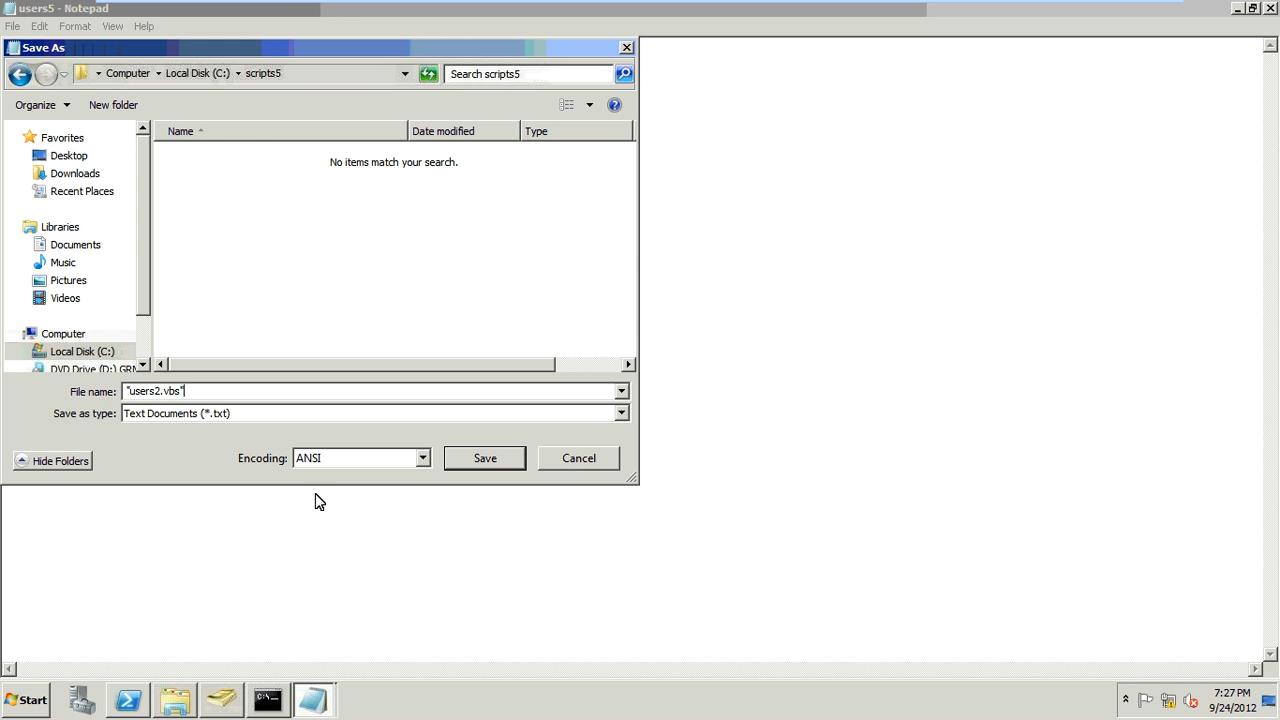 users5 - Notepad
File Edit Format View Help
Save As
Computer Local Disk (C:) scripts5
Search scripts5
Organize New folder
Favorites
Desktop
Downloads
Recent Places
Libraries
Documents
Music
Pictures
Videos
Computer
Local Disk (C:)
DVD Drive (D:) GRM
Name Date modified Type
No items match your search.
File name: "users2.vbs"
Save as type: Text Documents (*.txt)
Hide Folders
Encoding: ANSI
Save Cancel
Start
7:27 PM
9/24/2012